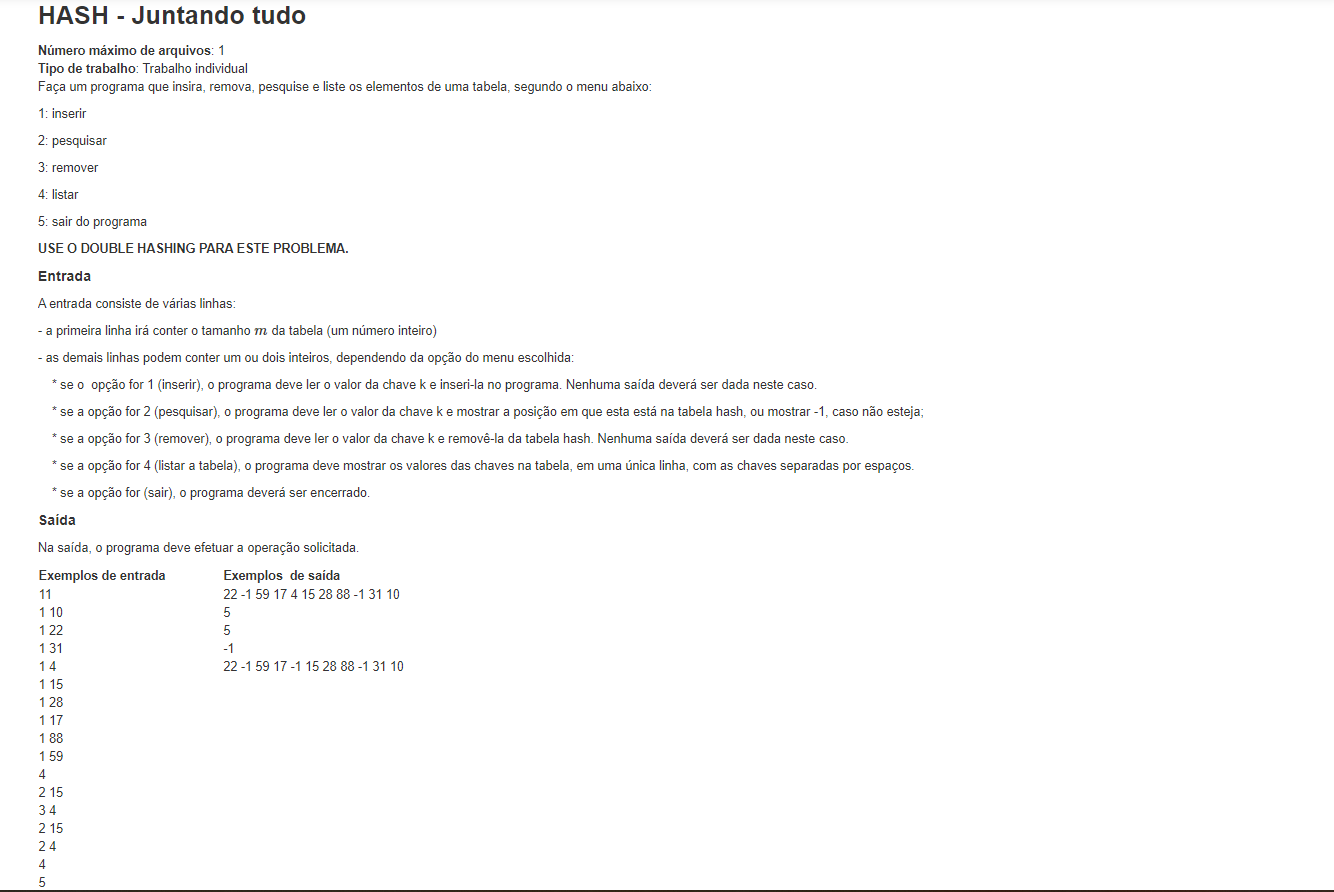 HASH - Juntando tudo
Número máximo de arquivos: 1
Tipo de trabalho: Trabalho individual
Faça um programa que insira, remova, pesquise e liste os elementos de uma tabela, segundo o menu abaixo:
1: inserir
2: pesquisar
3: remover
4: listar
5: sair do programa
USE O DOUBLE HASHING PARA ESTE PROBLEMA.
Entrada
A entrada consiste de várias linhas:
- a primeira linha irá conter o tamanho m da tabela (um número inteiro)
- as demais linhas podem conter um ou dois inteiros, dependendo da opção do menu escolhida:
* se o opção for 1 (inserir), o programa deve ler o valor da chave k e inseri-la no programa. Nenhuma saída deverá ser dada neste caso.
* se a opção for 2 (pesquisar), o programa deve ler o valor da chave k e mostrar a posição em que esta está na tabela hash, ou mostrar -1, caso não esteja;
* se a opção for 3 (remover), o programa deve ler o valor da chave k e removê-la da tabela hash. Nenhuma saída deverá ser dada neste caso.
* se a opção for 4 (listar a tabela), o programa deve mostrar os valores das chaves na tabela, em uma única linha, com as chaves separadas por espaços.
* se a opção for (sair), o programa deverá ser encerrado.
Saída
Na saída, o programa deve efetuar a operação solicitada.
Exemplos de entrada Exemplos de saída
11 22 -1 59 17 4 15 28 88 -1 31 10
1 10 5
1 22 5
1 31 -1
1 4 22 -1 59 17 -1 15 28 88 -1 31 10
1 15
1 28
1 17
1 88
1 59
4
2 15
3 4
2 15
2 4
4
5